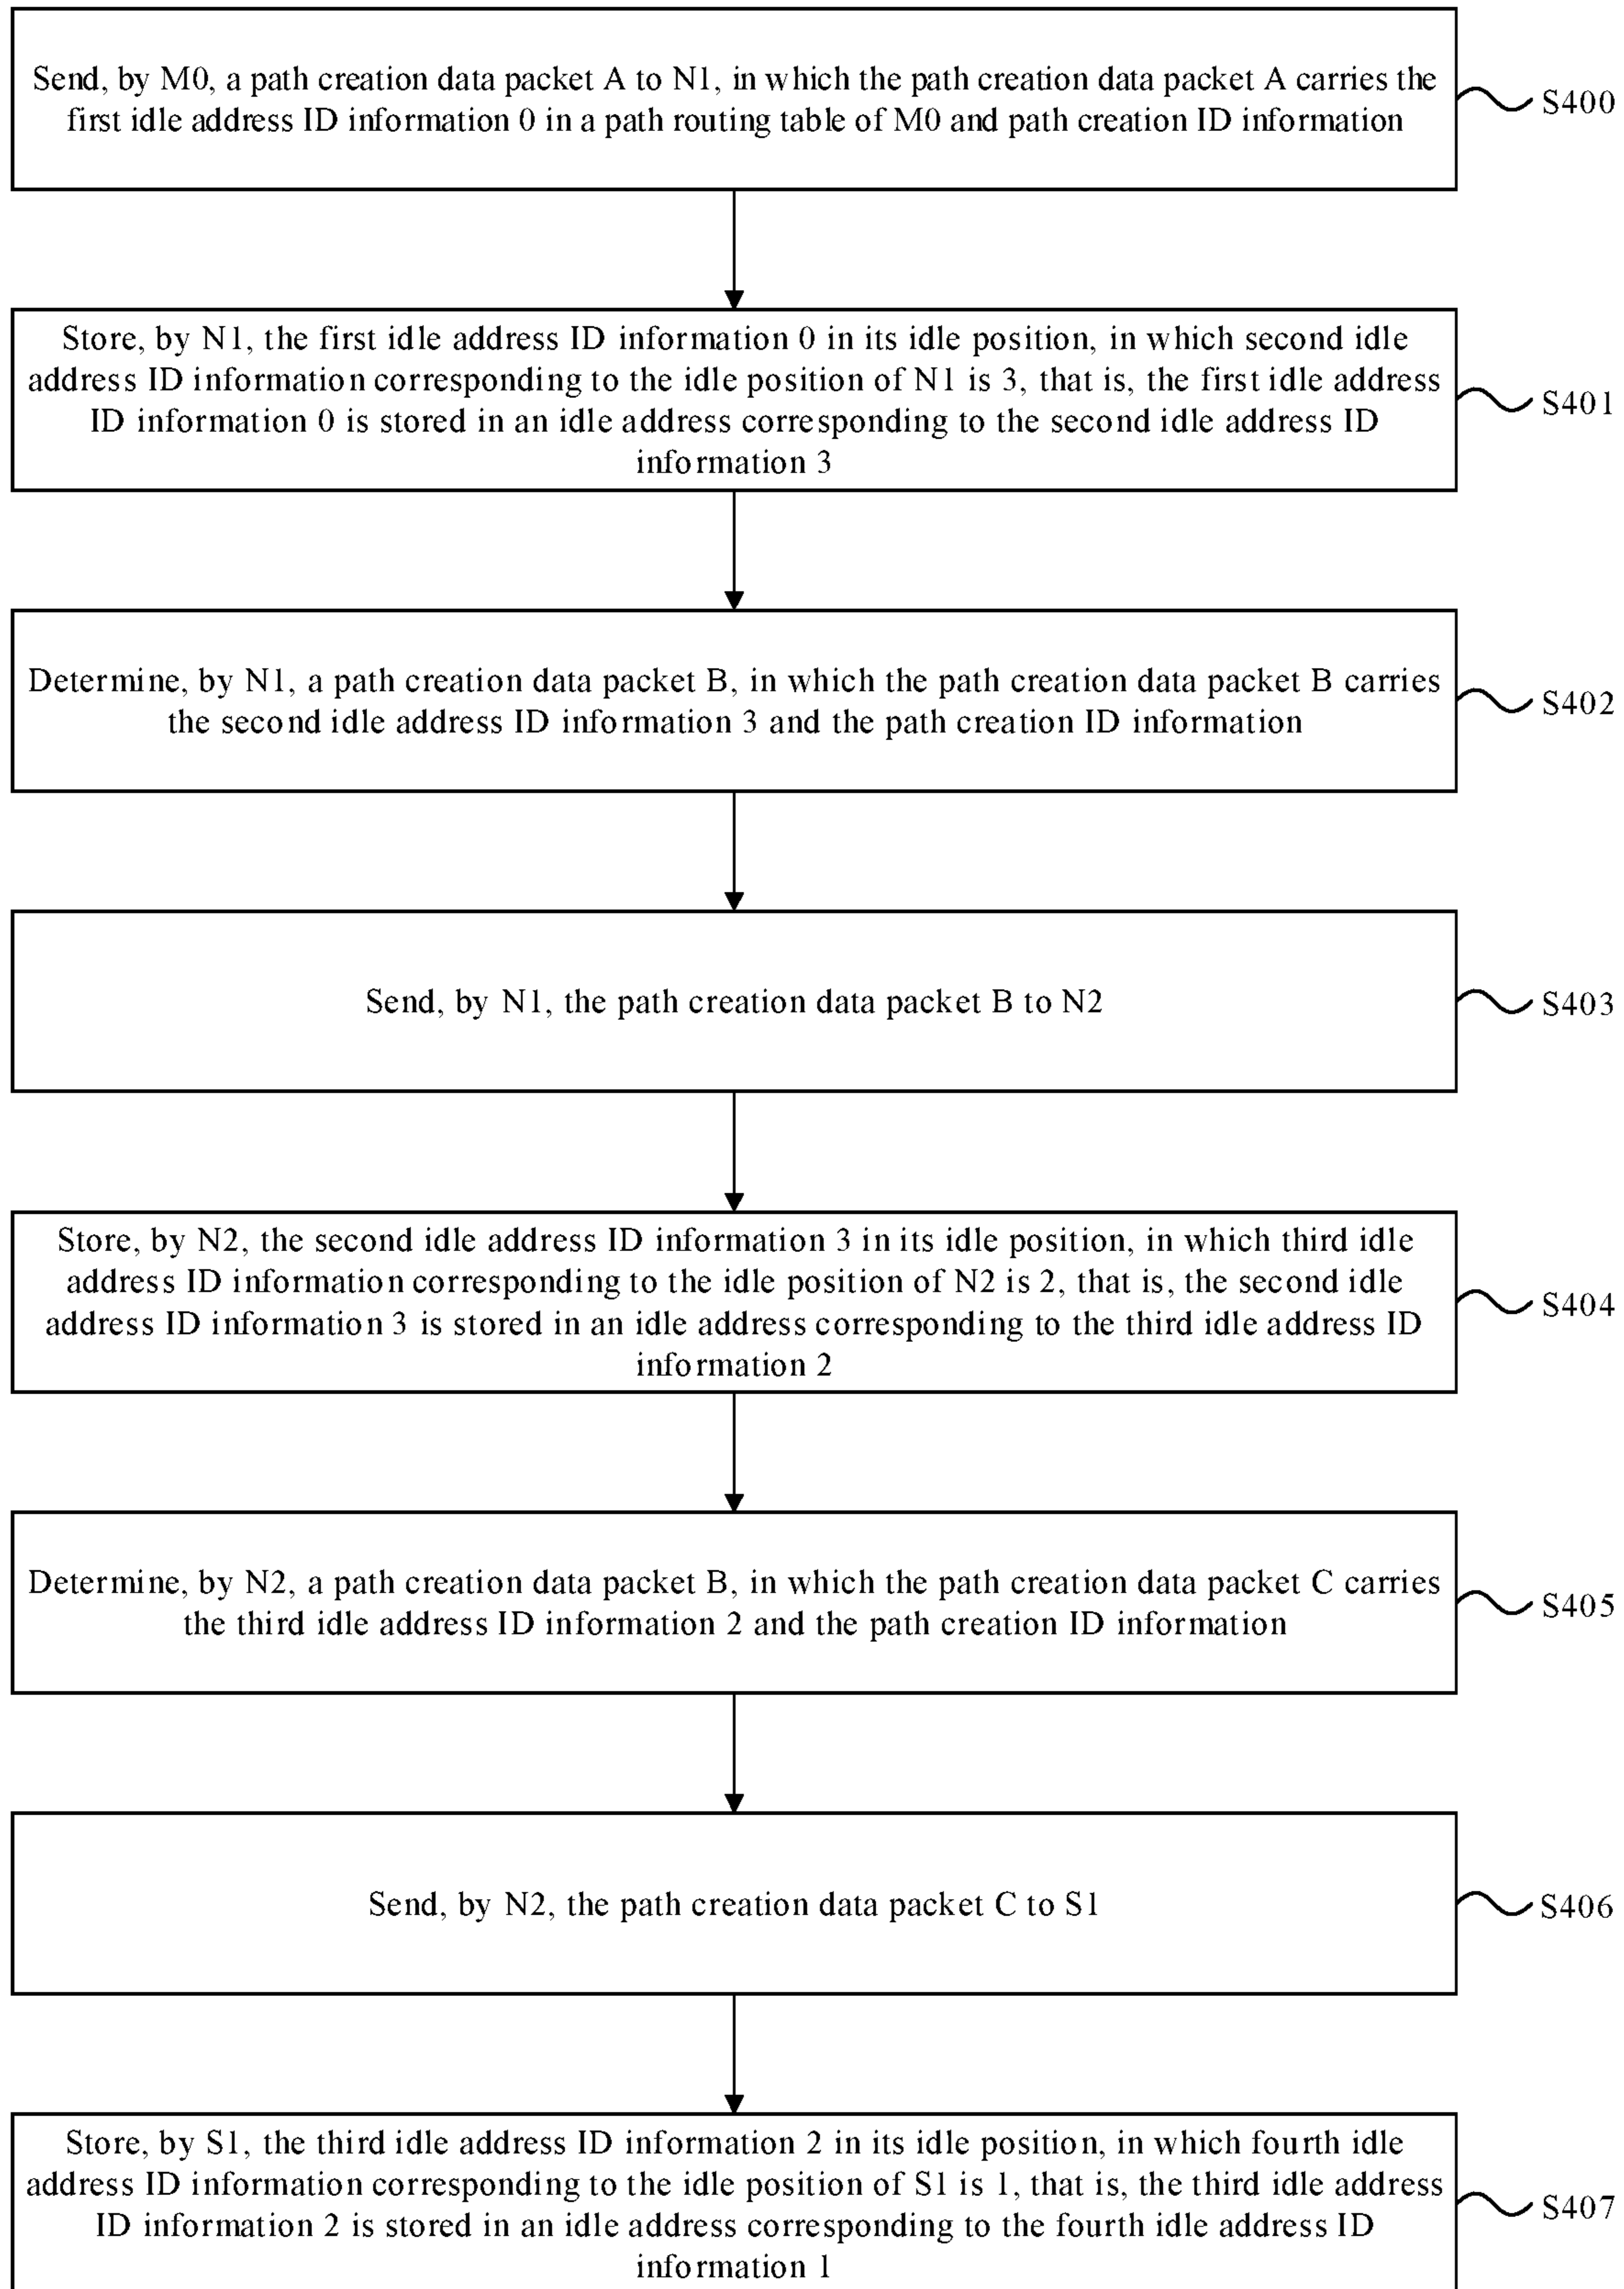 Send, by M0, a path creation data packet A to N1, in which the path creation data packet A carries the
first idle address ID information 0 in a path routing table of M0 and path creation ID information
S400
Store, by N1, the first idle address ID information 0 in its idle position, in which second idle
address ID information corresponding to the idle position of N1 is 3, that is, the first idle address
ID information 0 is stored in an idle address corresponding to the second idle address ID
information 3
S401
Determine, by N1, a path creation data packet B, in which the path creation data packet B carries
the second idle address ID information 3 and the path creation ID information
S402
Send, by N1, the path creation data packet B to N2
S403
Store, by N2, the second idle address ID information 3 in its idle position, in which third idle
address ID information corresponding to the idle position of N2 is 2, that is, the second idle
address ID information 3 is stored in an idle address corresponding to the third idle address ID
information 2
S404
Determine, by N2, a path creation data packet B, in which the path creation data packet C carries
the third idle address ID information 2 and the path creation ID information
S405
Send, by N2, the path creation data packet C to S1
S406
Store, by S1, the third idle address ID information 2 in its idle position, in which fourth idle
address ID information corresponding to the idle position of S1 is 1, that is, the third idle address
ID information 2 is stored in an idle address corresponding to the fourth idle address ID
information 1
S407